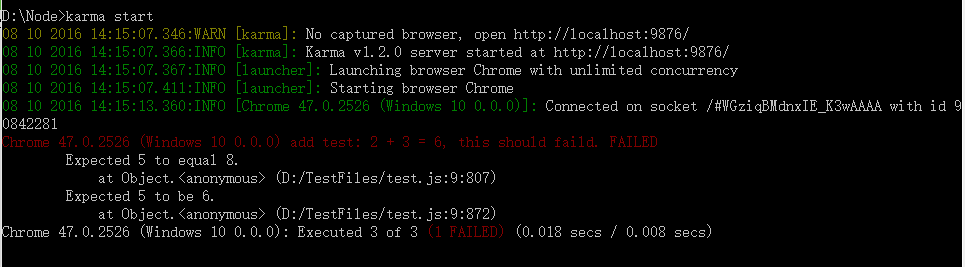 D:\Node>karma start
08 10 2016 14:15:07.346:WARN [karma]: No captured browser, open http://localhost:9876/
08 10 2016 14:15:07.366:INFO [karma]: Karma v1.2.0 server started at http://localhost:9876/
08 10 2016 14:15:07.367:INFO [launcher]: Launching browser Chrome with unlimited concurrency
08 10 2016 14:15:07.411:INFO [launcher]: Starting browser Chrome
08 10 2016 14:15:13.360:INFO [Chrome 47.0.2526 (Windows 10 0.0.0)]: Connected on socket /#WGziqBMdnxIE_K3wAAAA with id 9
0842281
Chrome 47.0.2526 (Windows 10 0.0.0) add test: 2 + 3 = 6, this should faild. FAILED
Expected 5 to equal 8.
at Object.<anonymous> (D:/TestFiles/test.js:9:807)
Expected 5 to be 6.
at Object.<anonymous> (D:/TestFiles/test.js:9:872)
Chrome 47.0.2526 (Windows 10 0.0.0): Executed 3 of 3 (1 FAILED) (0.018 secs / 0.008 secs)